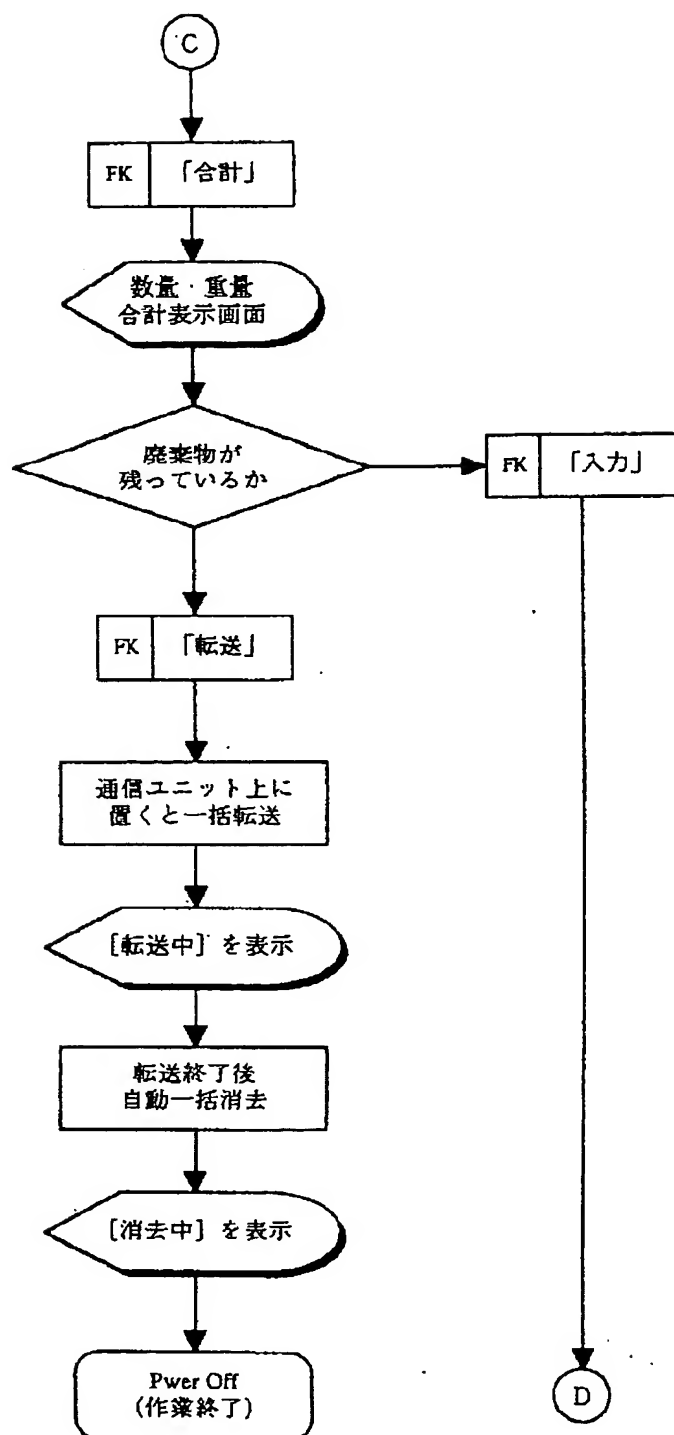 C
FK 「合計」
数量・重量
合計表示画面
廃棄物が
残っているか
FK 「入力」
FK 「転送」
通信ユニット上に
置くと一括転送
[転送中] を表示
転送終了後
自動一括消去
[消去中] を表示
Pwer Off
(作業終了)
D